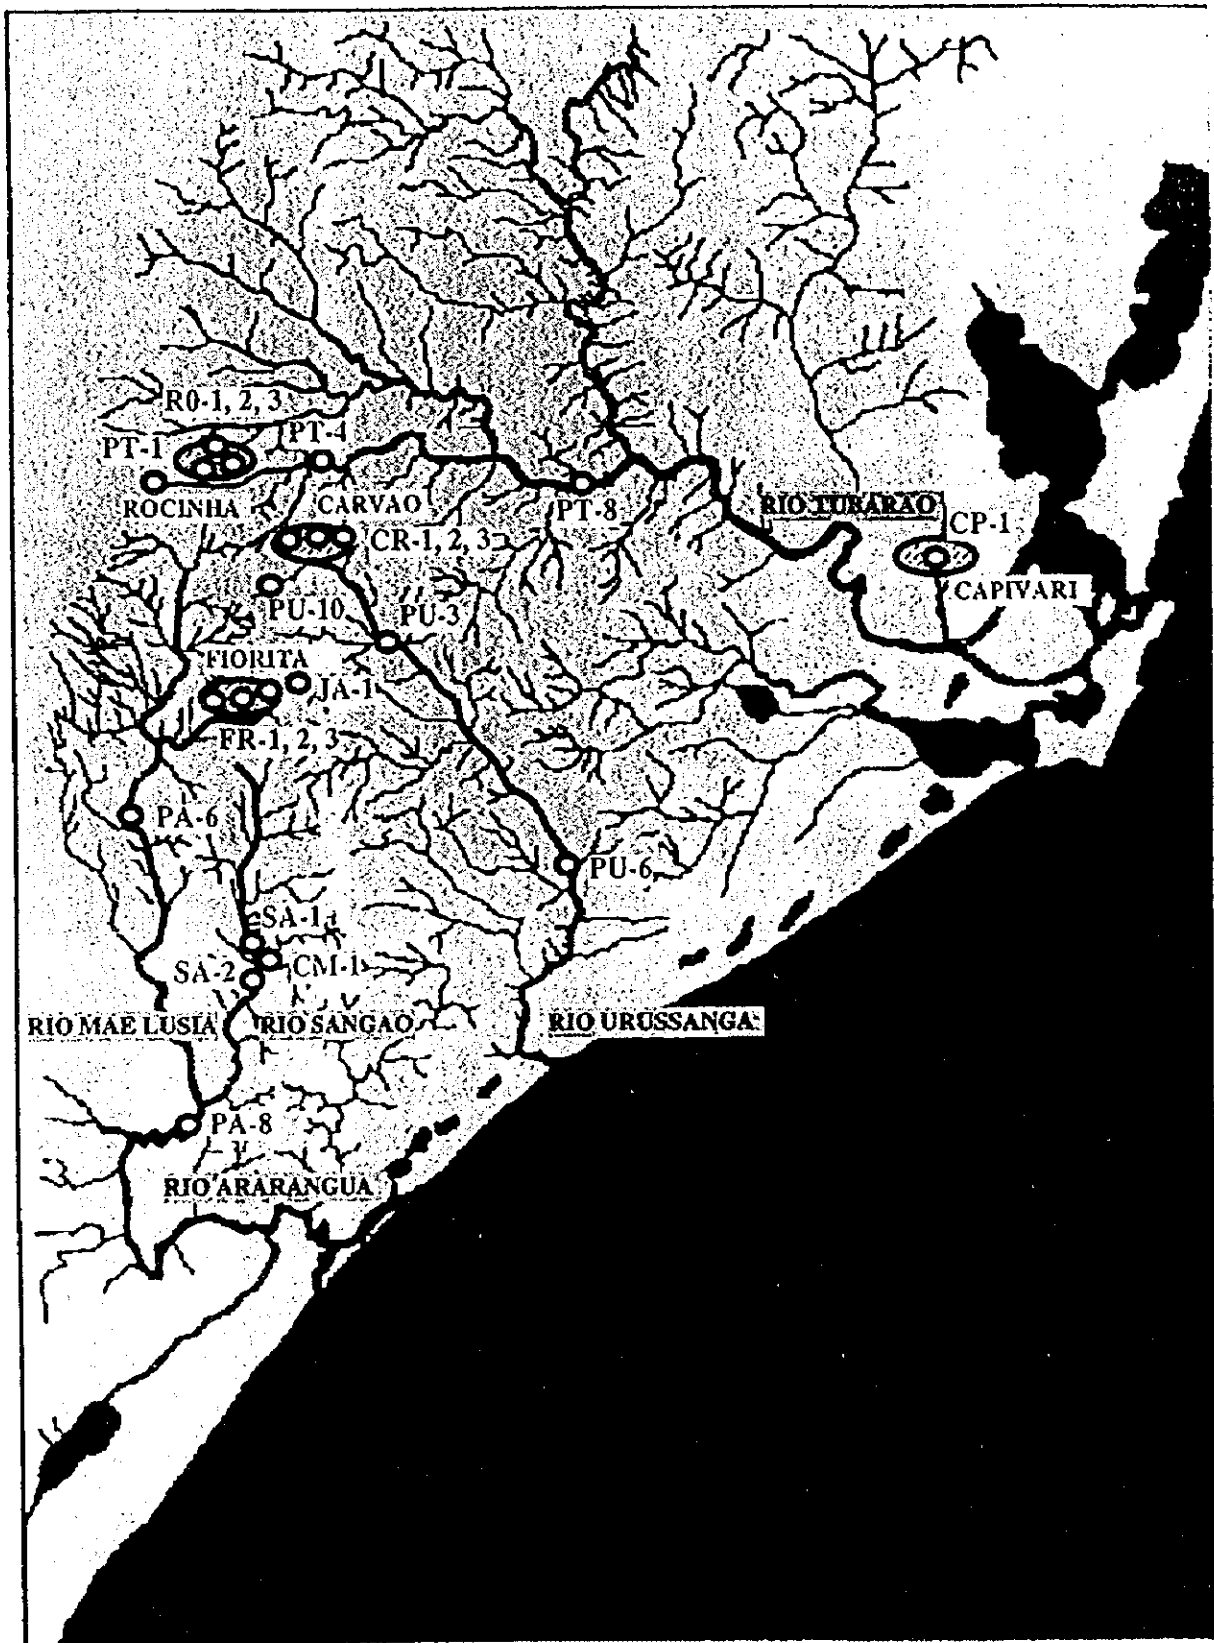 R0-1, 2, 3
PT-1
PT-4
ROCINHA
CARVAO
PT-8
RIO TUBARAO
CP-1
CR-1, 2, 3
CAPIVARI
PU-10
PU-3
FIORITA
JA-1
FR-1, 2, 3
PA-6
PU-6
SA-1
SA-2
CM-1
RIO MAE LUSIA
RIO SANGAO
RIO URUSSANGA
PA-8
RIO ARARANGUA